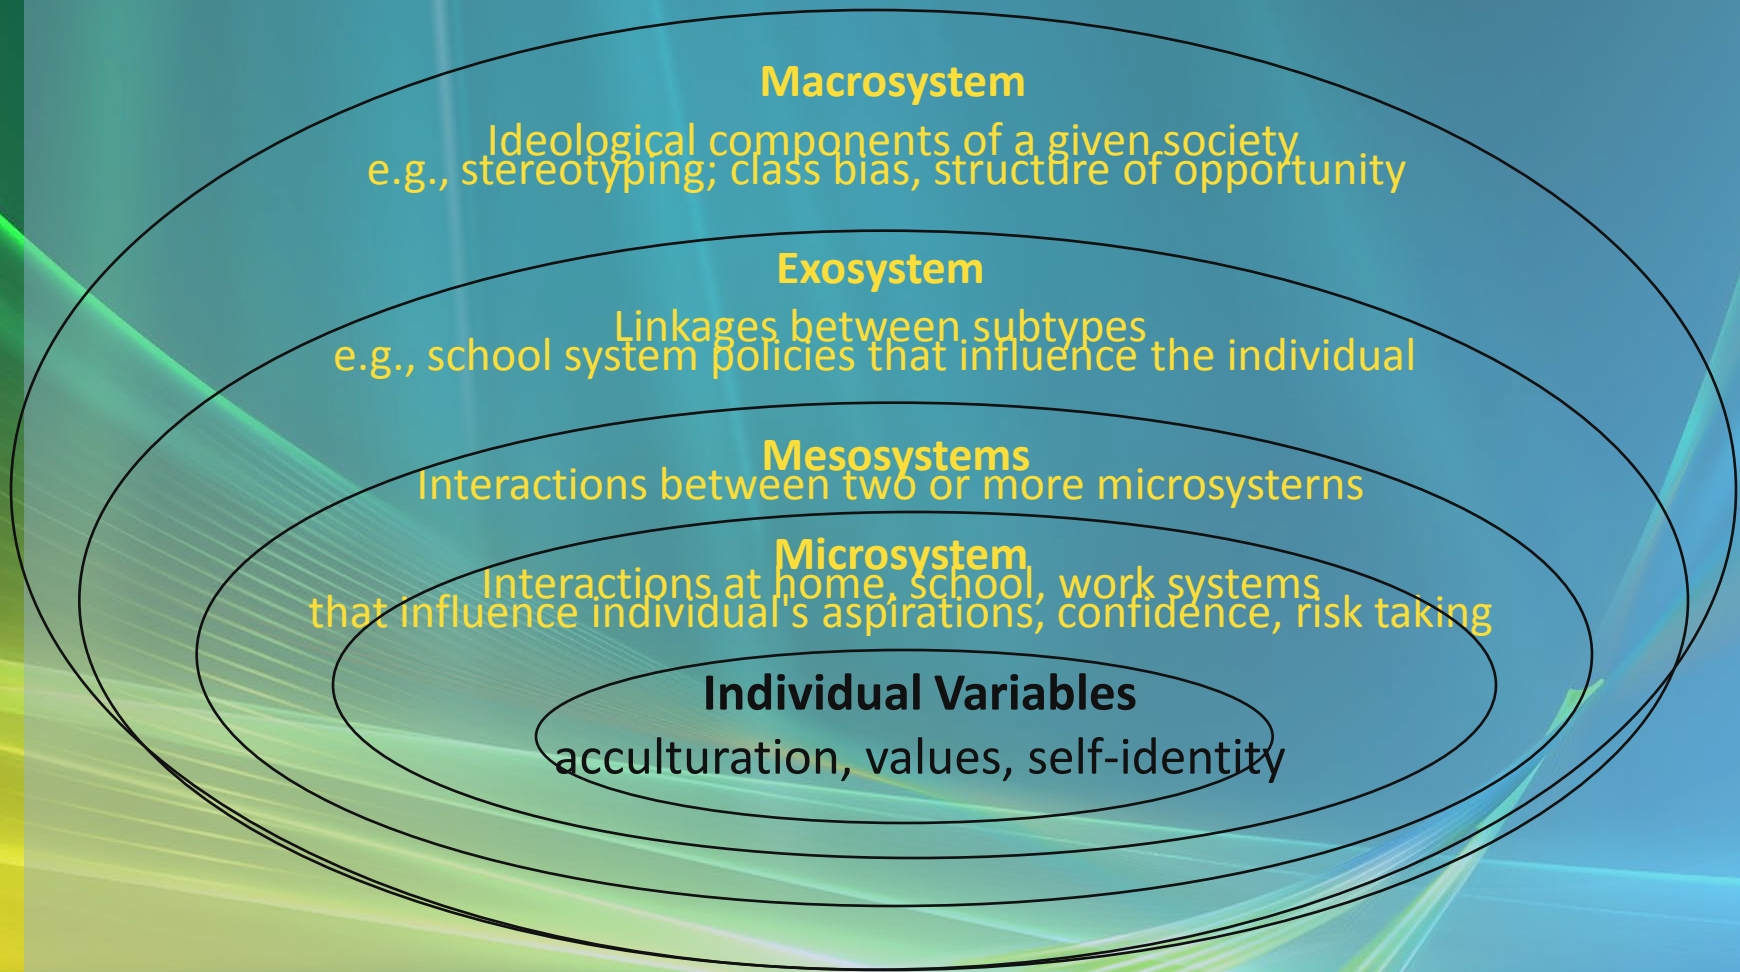 Macrosystem
Ideological components of a given society
e.g., stereotyping; class bias, structure of opportunity
Exosystem
Linkages between subtypes
e.g., school system policies that influence the individual
Mesosystems
Interactions between two or more microsysterns
Microsystem
Interactions at home, school, work systems
that influence individual's aspirations, confidence, risk taking
Individual Variables
acculturation, values, self-identity